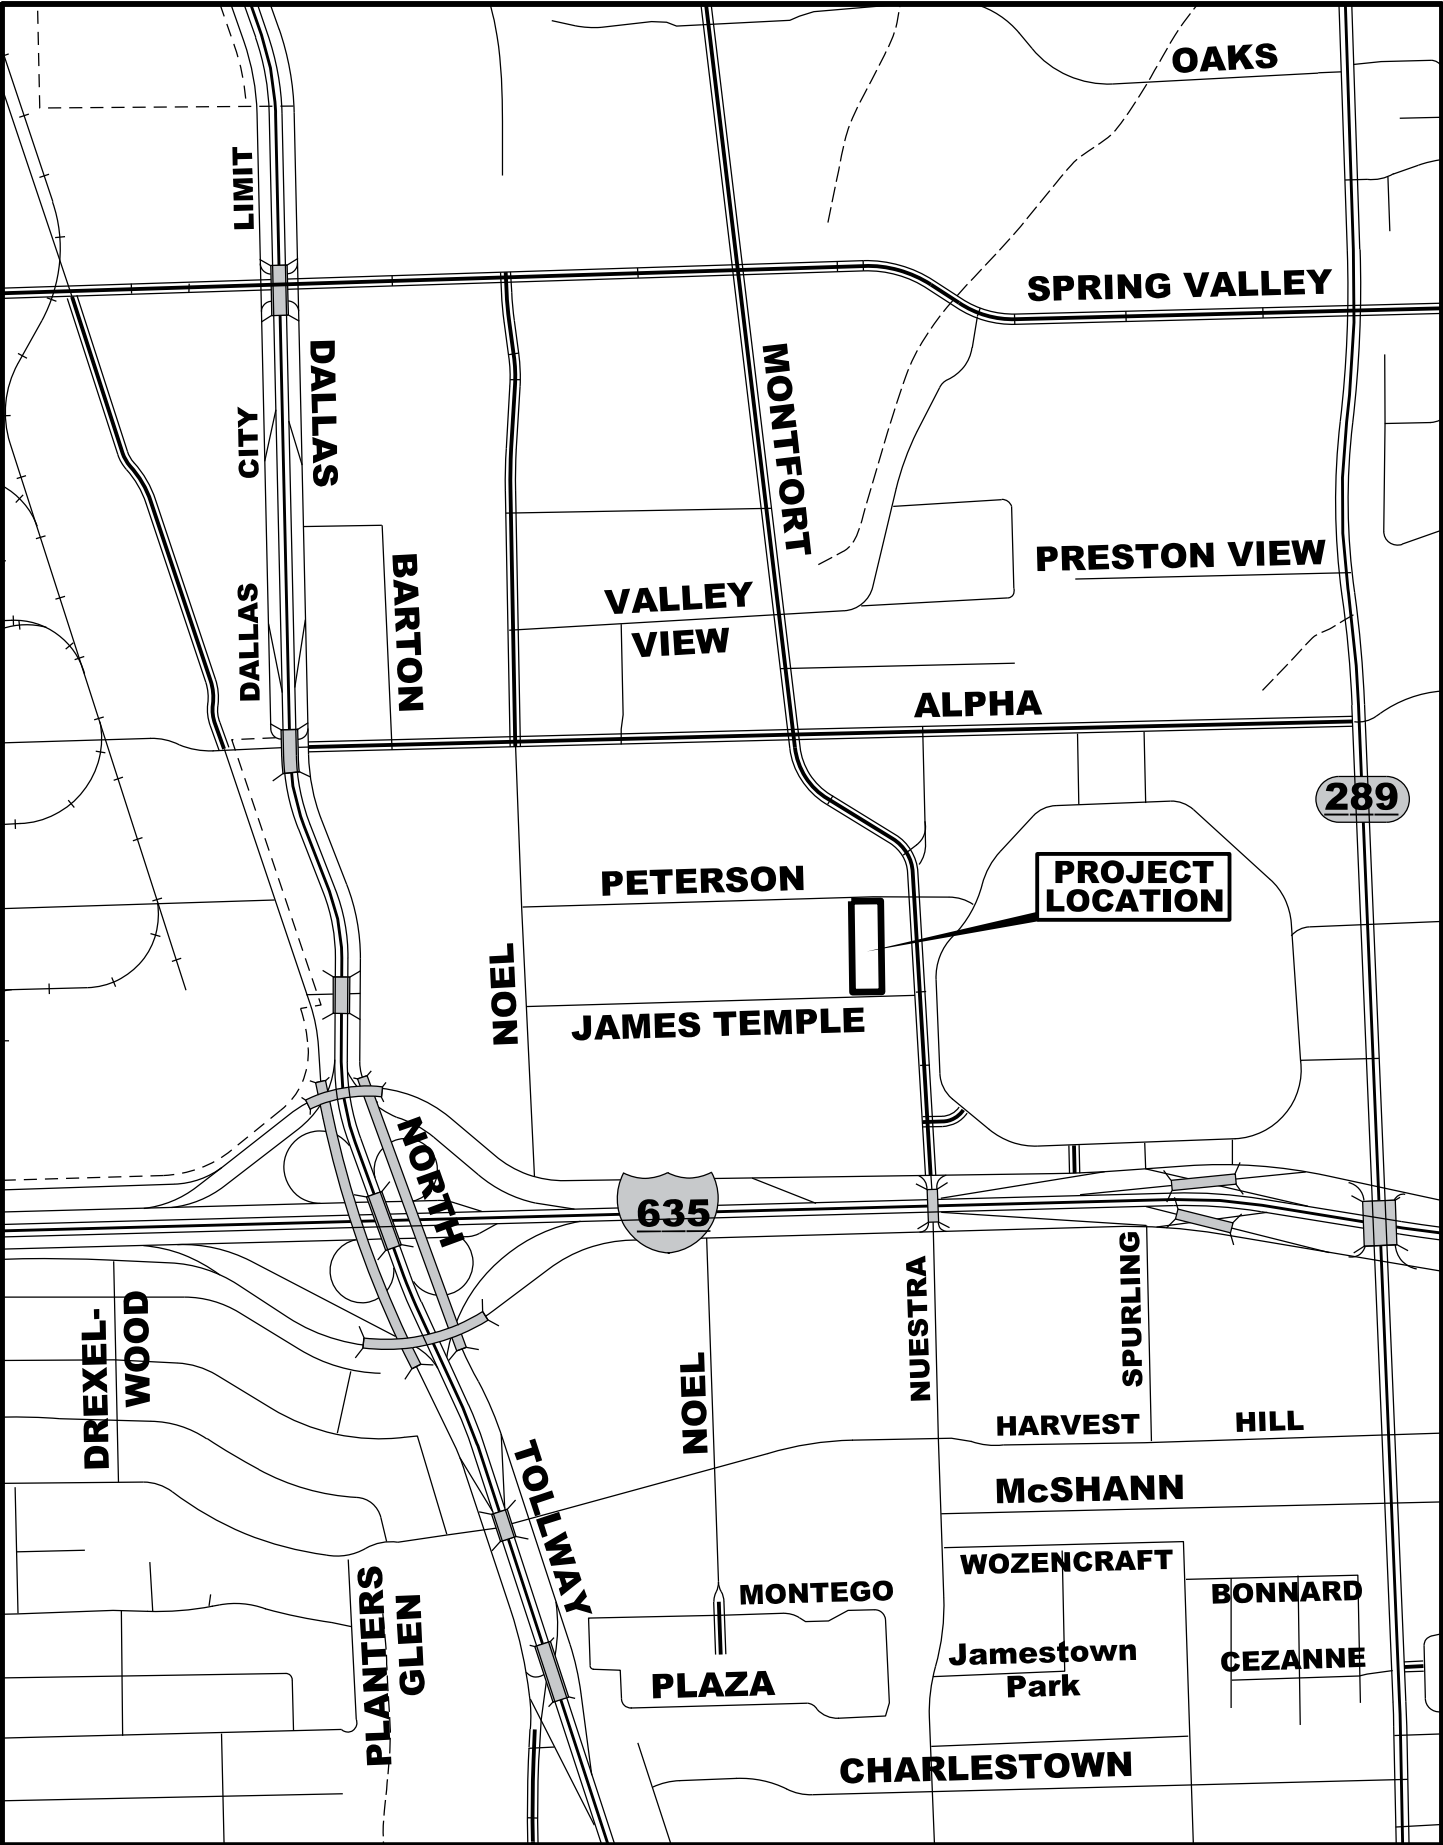 OAKS
LIMIT
SPRING VALLEY
DALLAS
MONTFORT
CITY
PRESTON VIEW
BARTON
VALLEY
VIEW
DALLAS
ALPHA
289
PROJECT
LOCATION
PETERSON
NOEL
JAMES TEMPLE
NORTH
635
NUESTRA
SPURLING
DREXEL-
WOOD
NOEL
HARVEST HILL
TOLLWAY
McSHANN
WOZENCRAFT
PLANTERS
GLEN
MONTEGO
BONNARD
Jamestown
Park
CEZANNE
PLAZA
CHARLESTOWN